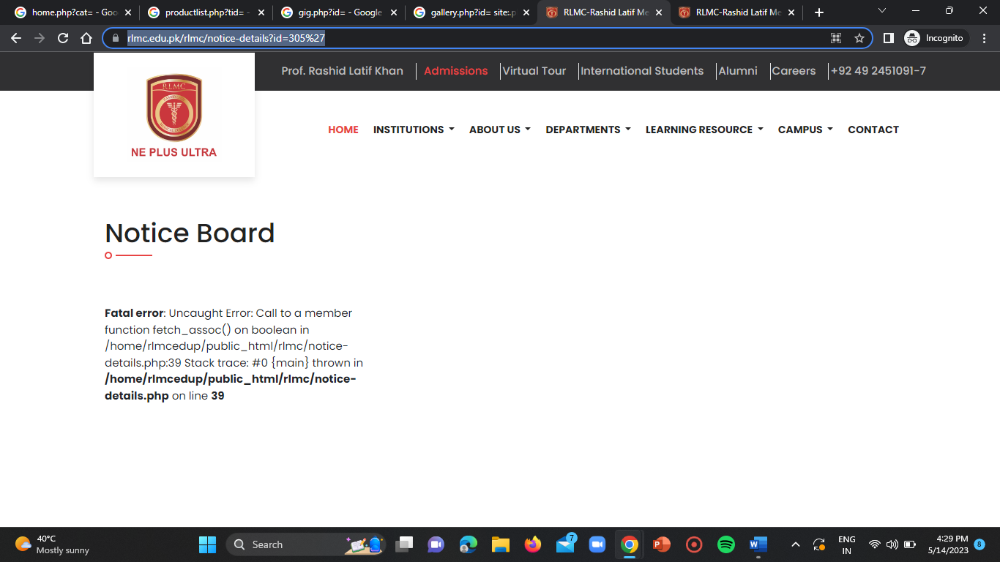 home.php?cat= - Goo
productlist.php?tid= -
gig.php?id= - Google
gallery.php?id= site:.p
RLMC-Rashid Latif Me
RLMC-Rashid Latif Me
rlmc.edu.pk/rlmc/notice-details?id=305%27
Incognito
Prof. Rashid Latif Khan
Admissions
Virtual Tour
International Students
Alumni
Careers
+92 49 2451091-7
RLMC
NE PLUS ULTRA
HOME
INSTITUTIONS
ABOUT US
DEPARTMENTS
LEARNING RESOURCE
CAMPUS
CONTACT
Notice Board
Fatal error: Uncaught Error: Call to a member
function fetch_assoc() on boolean in
/home/rlmcedup/public_html/rlmc/notice-
details.php:39 Stack trace: #0 {main} thrown in
/home/rlmcedup/public_html/rlmc/notice-
details.php on line 39
40°C
Mostly sunny
Search
7
ENG
IN
4:29 PM
5/14/2023
8